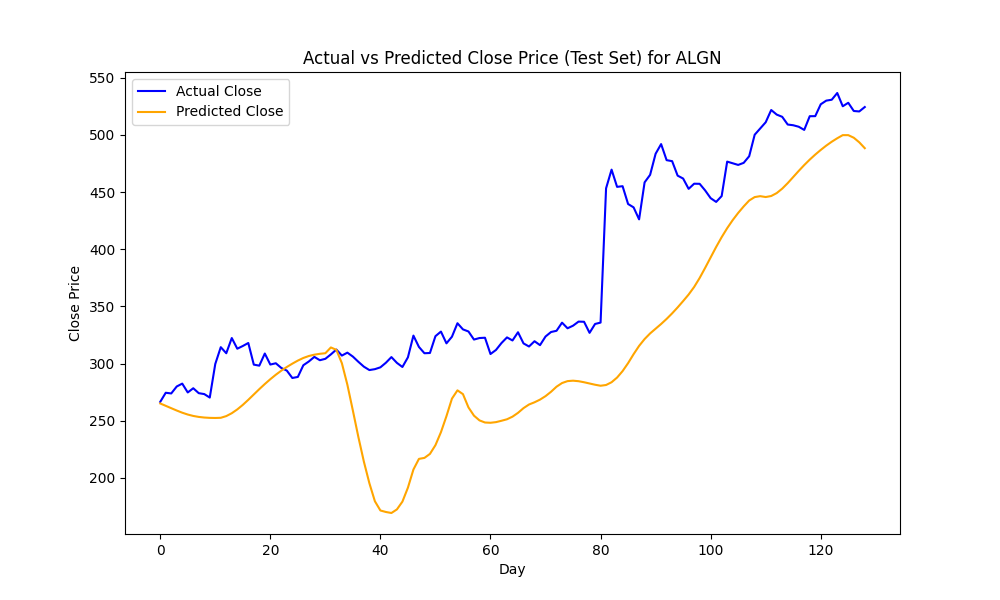 Actual vs Predicted Close Price (Test Set) for ALGN
Actual Close
Predicted Close
Close Price
550
500
450
400
350
300
250
200
0 20 40 60 80 100 120
Day